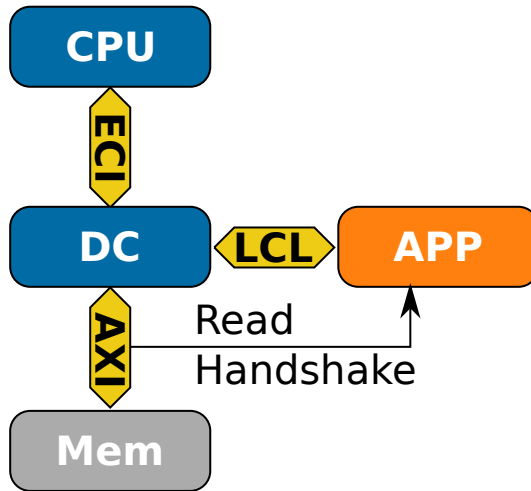 CPU
ECI
DC
LCL
APP
AXI
Read
Handshake
Mem